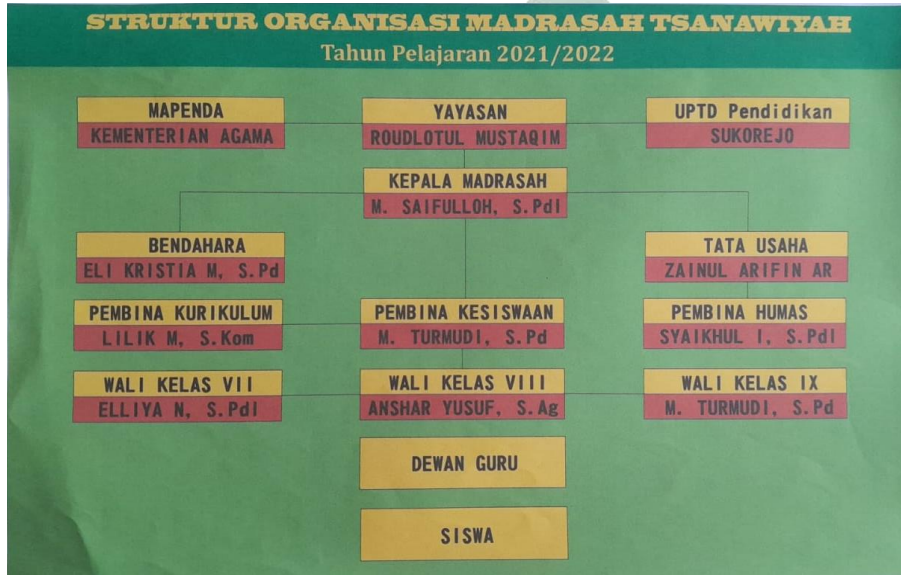 STRUKTUR ORGANISASI MADRASAH TSANAWIYAH
Tahun Pelajaran 2021/2022
MAPENDA
KEMENTERIAN AGAMA
YAYASAN
ROUDLOTUL MUSTAQIM
UPTD Pendidikan
SUKOREJO
KEPALA MADRASAH
M. SAIFULLOH, S.PdI
BENDAHARA
ELI KRISTIA M, S.Pd
TATA USAHA
ZAINUL ARIFIN AR
PEMBINA KURIKULUM
LILIK M, S.Kom
PEMBINA KESISWAAN
M. TURMUDI, S.Pd
PEMBINA HUMAS
SYAIKHUL I, S.PdI
WALI KELAS VII
ELLIYA N, S.PdI
WALI KELAS VIII
ANSHAR YUSUF, S.Ag
WALI KELAS IX
M. TURMUDI, S.Pd
DEWAN GURU
SISWA